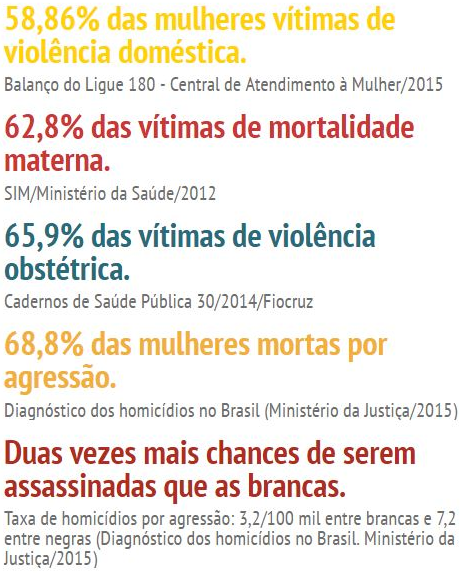 58,86% das mulheres vítimas de
violência doméstica.
Balanço do Ligue 180 - Central de Atendimento à Mulher/2015
62,8% das vítimas de mortalidade
materna.
SIM/Ministério da Saúde/2012
65,9% das vítimas de violência
obstétrica.
Cadernos de Saúde Pública 30/2014/Fiocruz
68,8% das mulheres mortas por
agressão.
Diagnóstico dos homicídios no Brasil (Ministério da Justiça/2015)
Duas vezes mais chances de serem
assassinadas que as brancas.
Taxa de homicídios por agressão: 3,2/100 mil entre brancas e 7,2
entre negras (Diagnóstico dos homicídios no Brasil. Ministério da
Justiça/2015)